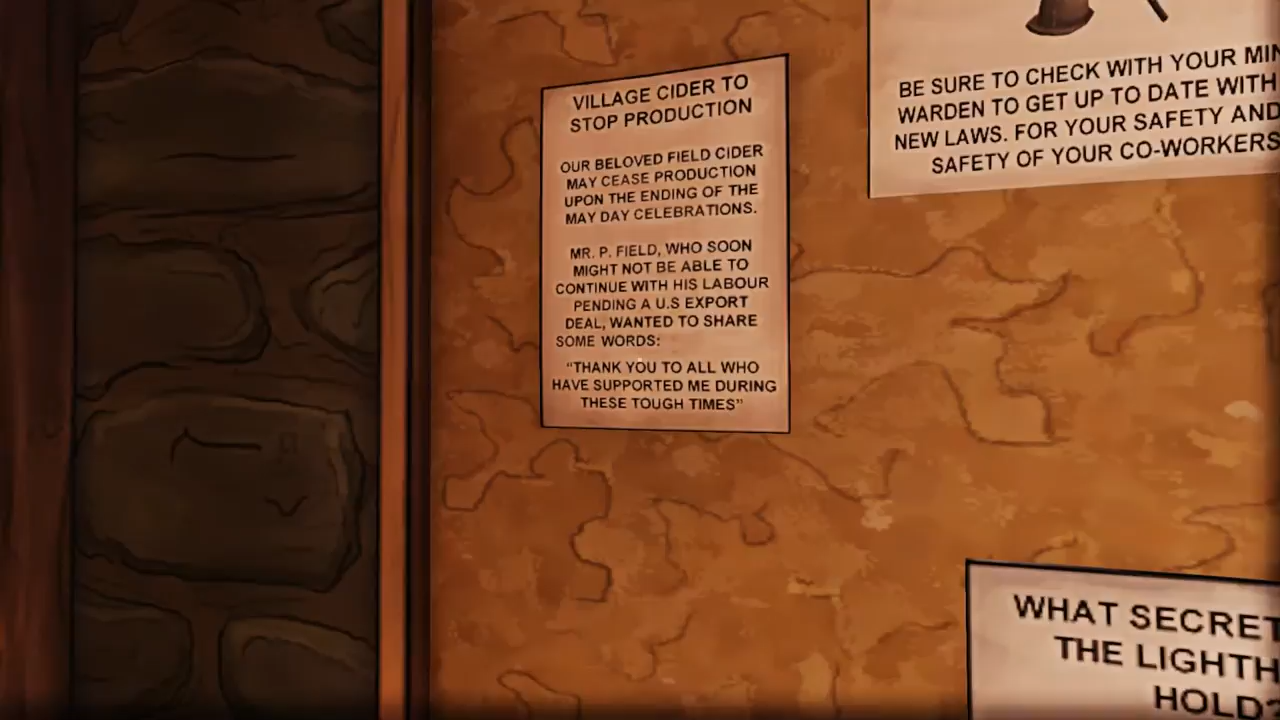 VILLAGE CIDER TO
STOP PRODUCTION
OUR BELOVED FIELD CIDER
MAY CEASE PRODUCTION
UPON THE ENDING OF THE
MAY DAY CELEBRATIONS.
MR. P. FIELD, WHO SOON
MIGHT NOT BE ABLE TO
CONTINUE WITH HIS LABOUR
PENDING A U.S EXPORT
DEAL, WANTED TO SHARE
SOME WORDS:
“THANK YOU TO ALL WHO
HAVE SUPPORTED ME DURING
THESE TOUGH TIMES”
BE SURE TO CHECK WITH YOUR
WARDEN TO GET UP TO DATE WITH
NEW LAWS. FOR YOUR SAFETY AND
SAFETY OF YOUR CO-WORKERS
WHAT SECRET
THE
HOLD?